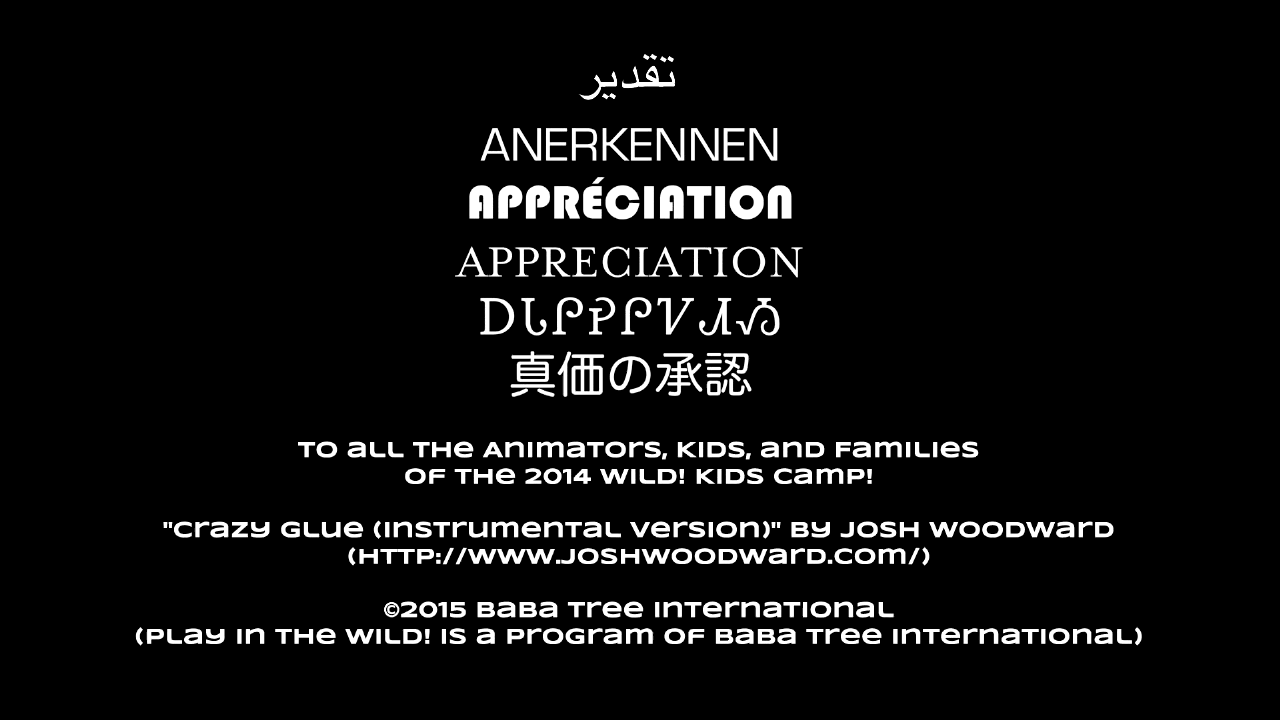 تقدير
ANERKENNEN
APPRÉCIATION
APPRECIATION
真価の承認
To all the Animators, Kids, and Families
of the 2014 Wild! Kids Camp!
"Crazy Glue (Instrumental Version)" by Josh Woodward
(http://www.joshwoodward.com/)
©2015 Baba Tree International
(Play in the Wild! is a program of Baba Tree International)